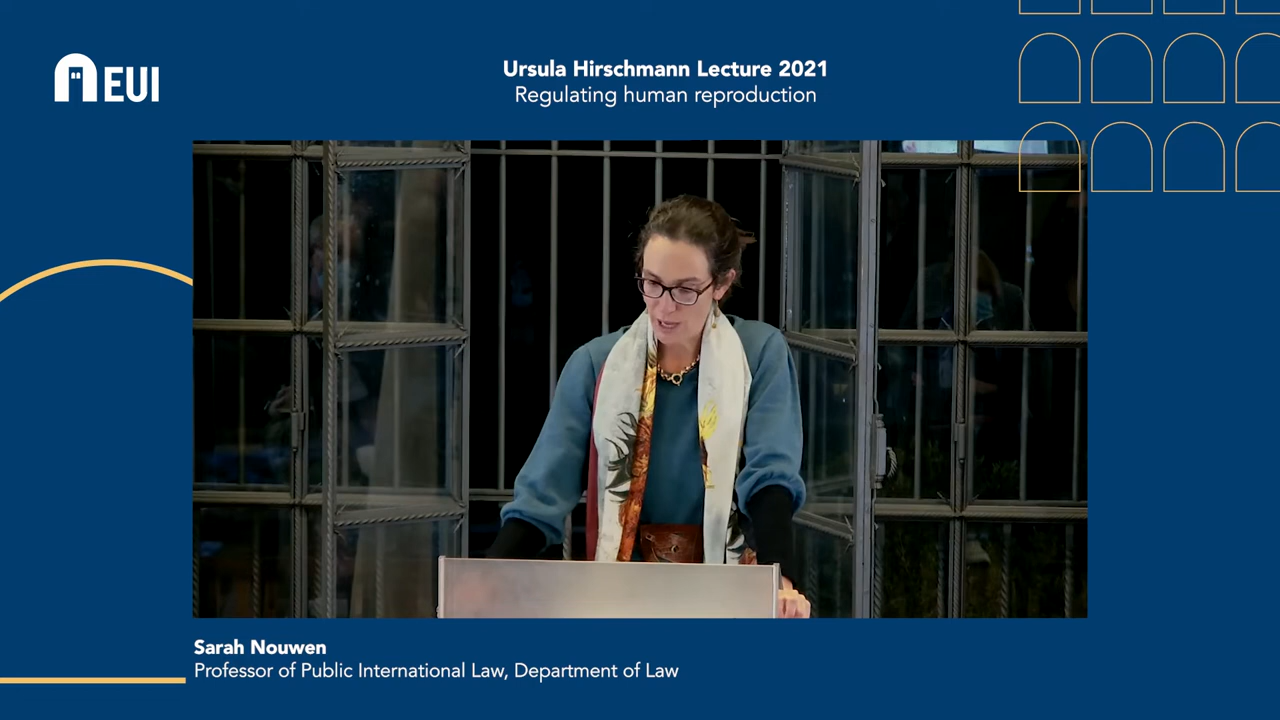 EUI
Ursula Hirschmann Lecture 2021
Regulating human reproduction
Sarah Nouwen
Professor of Public International Law, Department of Law